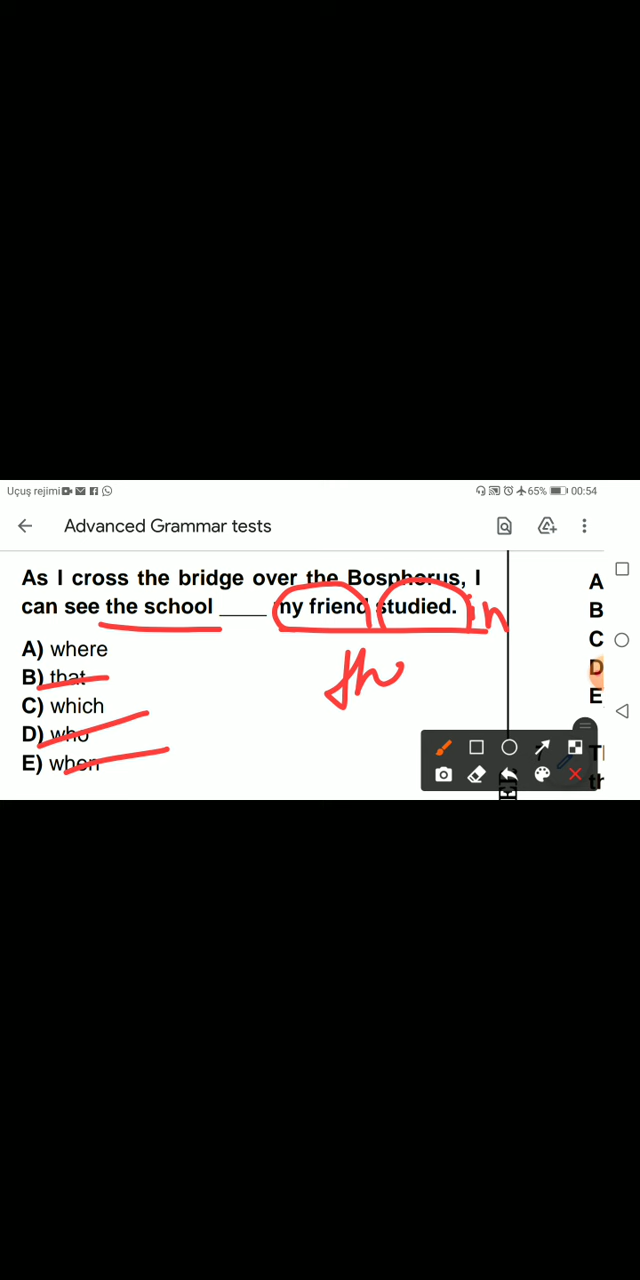 Uçuş rejimi 65% 00:54
Advanced Grammar tests
As I cross the bridge over the Bosphorus, I
can see the school ____ my friend studied. in
A) where
B) that
C) which
D) who
E) when
A
B
C
D
E